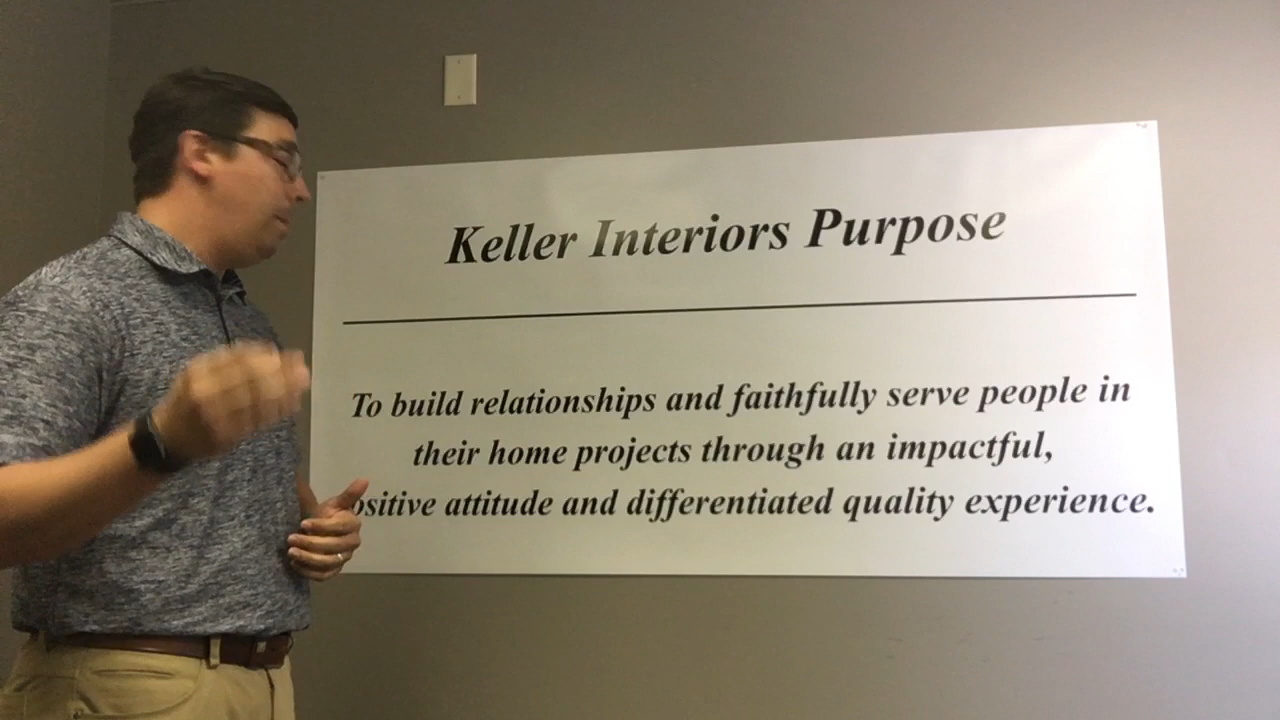 Keller Interiors Purpose
To build relationships and faithfully serve people in
their home projects through an impactful,
ositive attitude and differentiated quality experience.